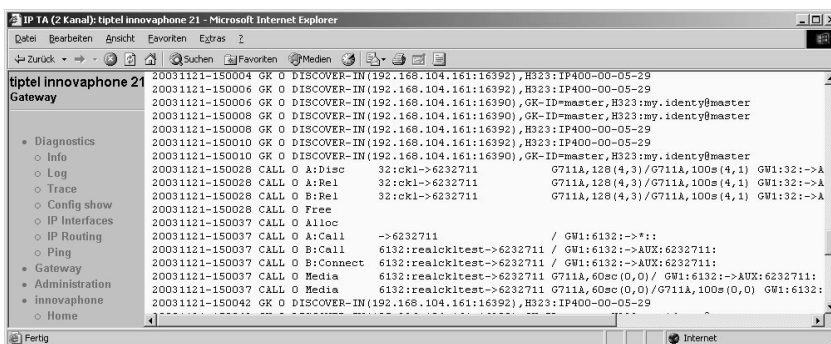 IP TA (2 Kanal): tiptel innovaphone 21 - Microsoft Internet Explorer
Datei Bearbeiten Ansicht Favoriten Extras ?
Zurück Suchen Favoriten Medien
tiptel innovaphone 21
Gateway
Diagnostics
Info
Log
Trace
Config show
IP Interfaces
IP Routing
Ping
Gateway
Administration
innovaphone
Home
20031121-150004 GK O DISCOVER-IN(192.168.104.161:16392),H323:IP400-00-05-29
20031121-150006 GK O DISCOVER-IN(192.168.104.161:16392),H323:IP400-00-05-29
20031121-150006 GK O DISCOVER-IN(192.168.104.161:16390),GK-ID=master,H323:my.identy@master
20031121-150008 GK O DISCOVER-IN(192.168.104.161:16390),GK-ID=master,H323:my.identy@master
20031121-150008 GK O DISCOVER-IN(192.168.104.161:16392),H323:IP400-00-05-29
20031121-150010 GK O DISCOVER-IN(192.168.104.161:16392),H323:IP400-00-05-29
20031121-150010 GK O DISCOVER-IN(192.168.104.161:16390),GK-ID=master,H323:my.identy@master
20031121-150028 CALL O A:Disc 32:ckl->6232711 G711A,128(4,3)/G711A,100s(4,1) GW1:32:->A
20031121-150028 CALL O A:Rel 32:ckl->6232711 G711A,128(4,3)/G711A,100s(4,1) GW1:32:->A
20031121-150028 CALL O B:Rel 32:ckl->6232711 G711A,128(4,3)/G711A,100s(4,1) GW1:32:->A
20031121-150028 CALL O Free
20031121-150037 CALL O Alloc
20031121-150037 CALL O A:Call ->6232711 / GW1:6132:->*::
20031121-150037 CALL O B:Call 6132:realckltest->6232711 / GW1:6132:->AUX:6232711:
20031121-150037 CALL O B:Connect 6132:realckltest->6232711 / GW1:6132:->AUX:6232711:
20031121-150037 CALL O Media 6132:realckltest->6232711 G711A,60sc(0,0)/ GW1:6132:->AUX:6232711:
20031121-150037 CALL O Media 6132:realckltest->6232711 G711A,60sc(0,0)/G711A,100s(0,0) GW1:6132:
20031121-150042 GK O DISCOVER-IN(192.168.104.161:16392),H323:IP400-00-05-29
Fertig
Internet